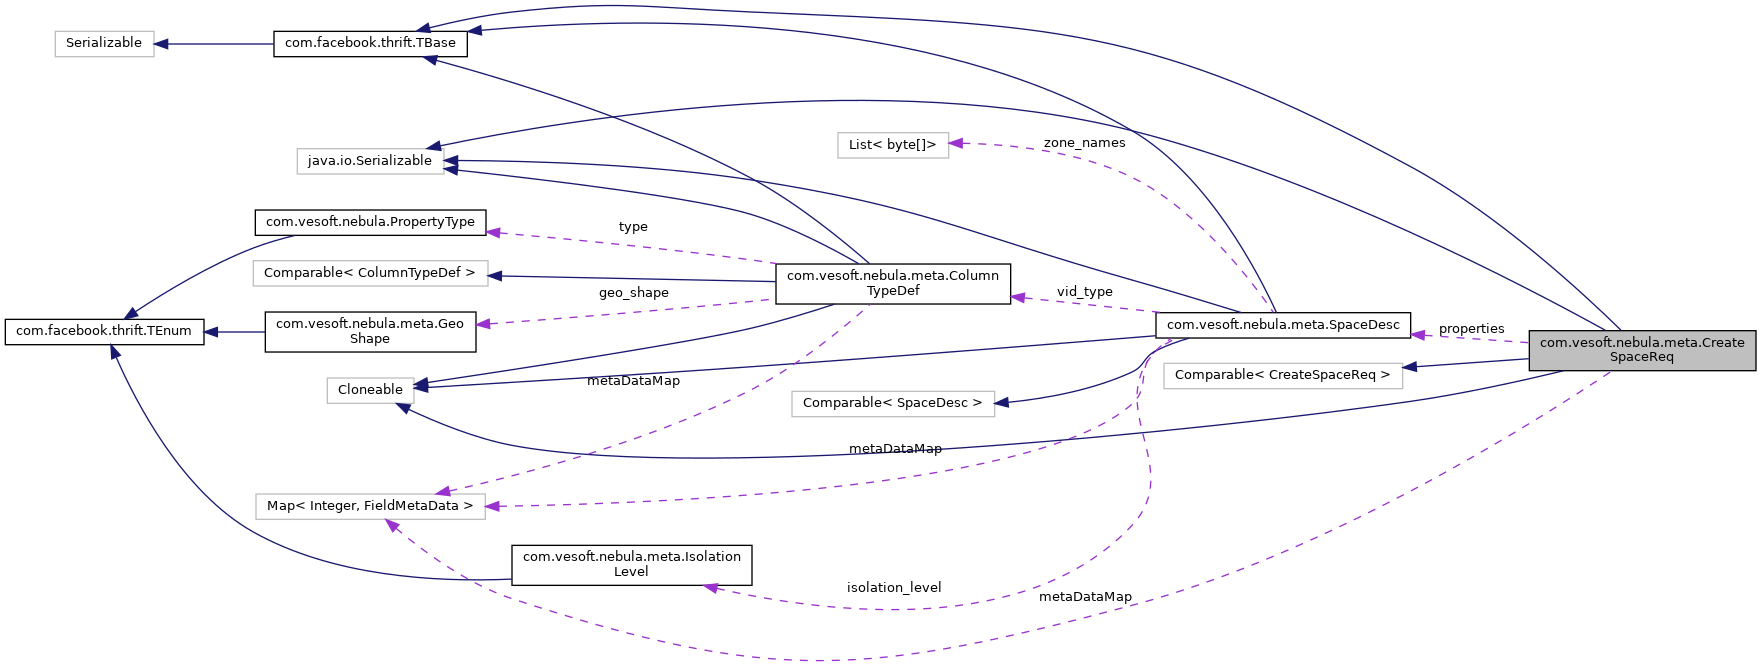 Serializable
com.facebook.thrift.TBase
java.io.Serializable
List< byte[]>
zone_names
com.vesoft.nebula.PropertyType
type
Comparable< ColumnTypeDef >
com.vesoft.nebula.meta.Column
TypeDef
geo_shape
vid_type
com.facebook.thrift.TEnum
com.vesoft.nebula.meta.Geo
Shape
com.vesoft.nebula.meta.SpaceDesc
properties
com.vesoft.nebula.meta.Create
SpaceReq
Cloneable
metaDataMap
Comparable< SpaceDesc >
Comparable< CreateSpaceReq >
metaDataMap
Map< Integer, FieldMetaData >
com.vesoft.nebula.meta.Isolation
Level
isolation_level
metaDataMap